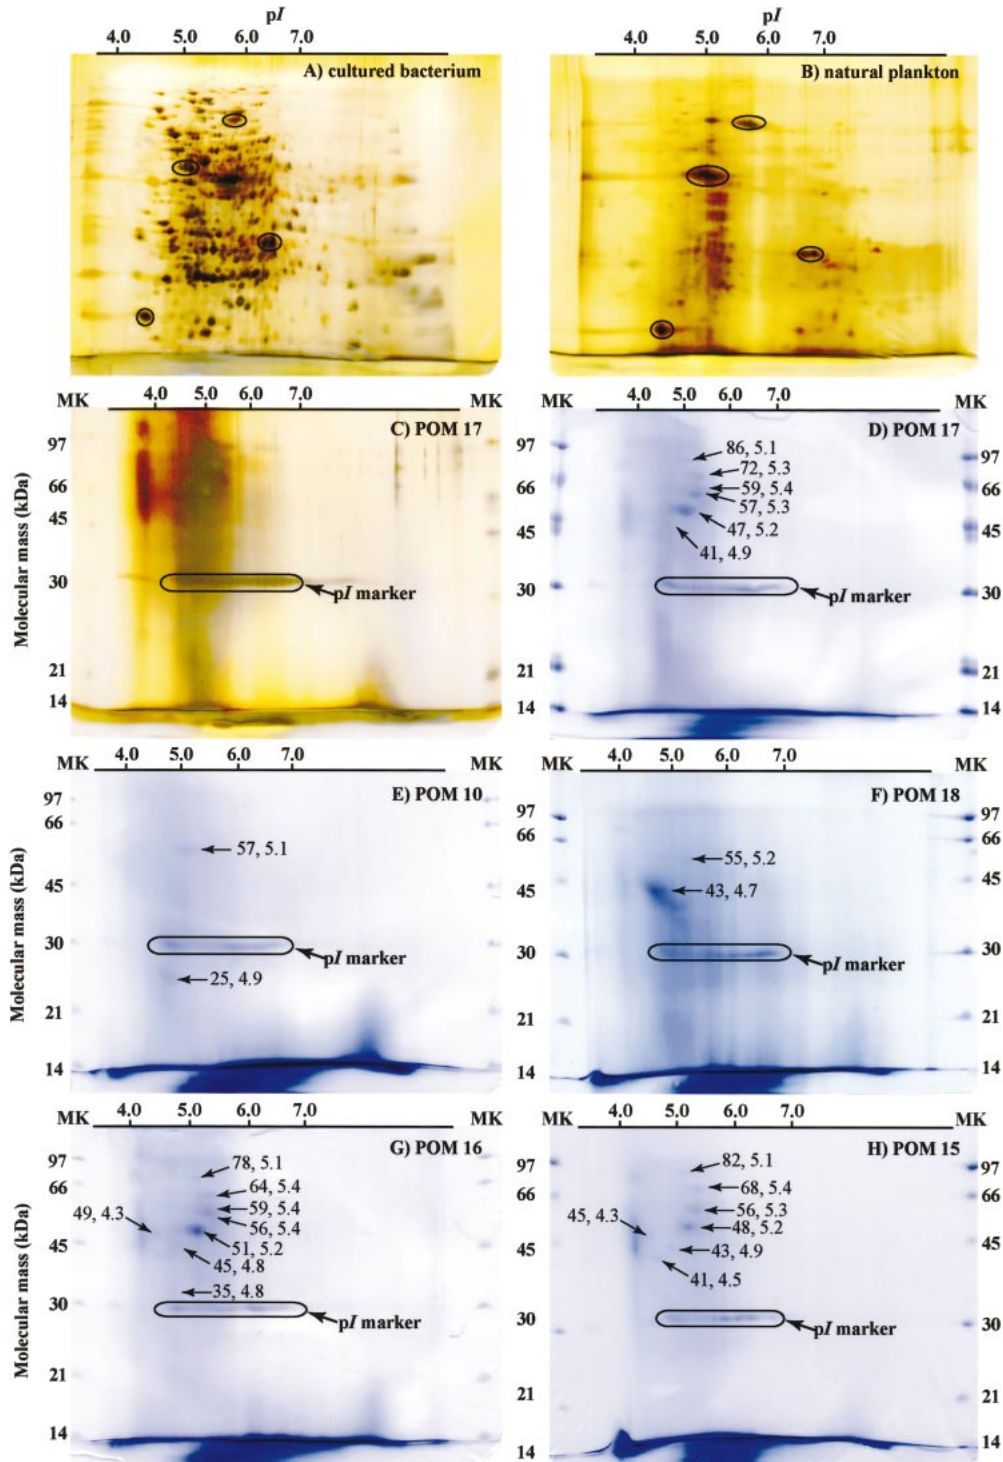 pI
4.0 5.0 6.0 7.0
A) cultured bacterium
pI
4.0 5.0 6.0 7.0
B) natural plankton
MK 4.0 5.0 6.0 7.0 MK
C) POM 17
Molecular mass (kDa)
97
66
45
30
21
14
pI marker
4.0 5.0 6.0 7.0 MK
D) POM 17
86, 5.1
72, 5.3
59, 5.4
57, 5.3
47, 5.2
41, 4.9
pI marker
97
66
45
30
21
14
97
66
45
30
21
14
MK 4.0 5.0 6.0 7.0 MK
E) POM 10
Molecular mass (kDa)
97
66
45
30
21
14
57, 5.1
pI marker
25, 4.9
4.0 5.0 6.0 7.0 MK
F) POM 18
97
66
45
30
21
14
55, 5.2
43, 4.7
pI marker
97
66
45
30
21
14
MK 4.0 5.0 6.0 7.0 MK
G) POM 16
Molecular mass (kDa)
97
66
45
30
21
14
78, 5.1
64, 5.4
59, 5.4
56, 5.4
49, 4.3
51, 5.2
45, 4.8
35, 4.8
pI marker
4.0 5.0 6.0 7.0 MK
H) POM 15
97
66
45
30
21
14
82, 5.1
68, 5.4
56, 5.3
45, 4.3
48, 5.2
43, 4.9
41, 4.5
pI marker
97
66
45
30
21
14